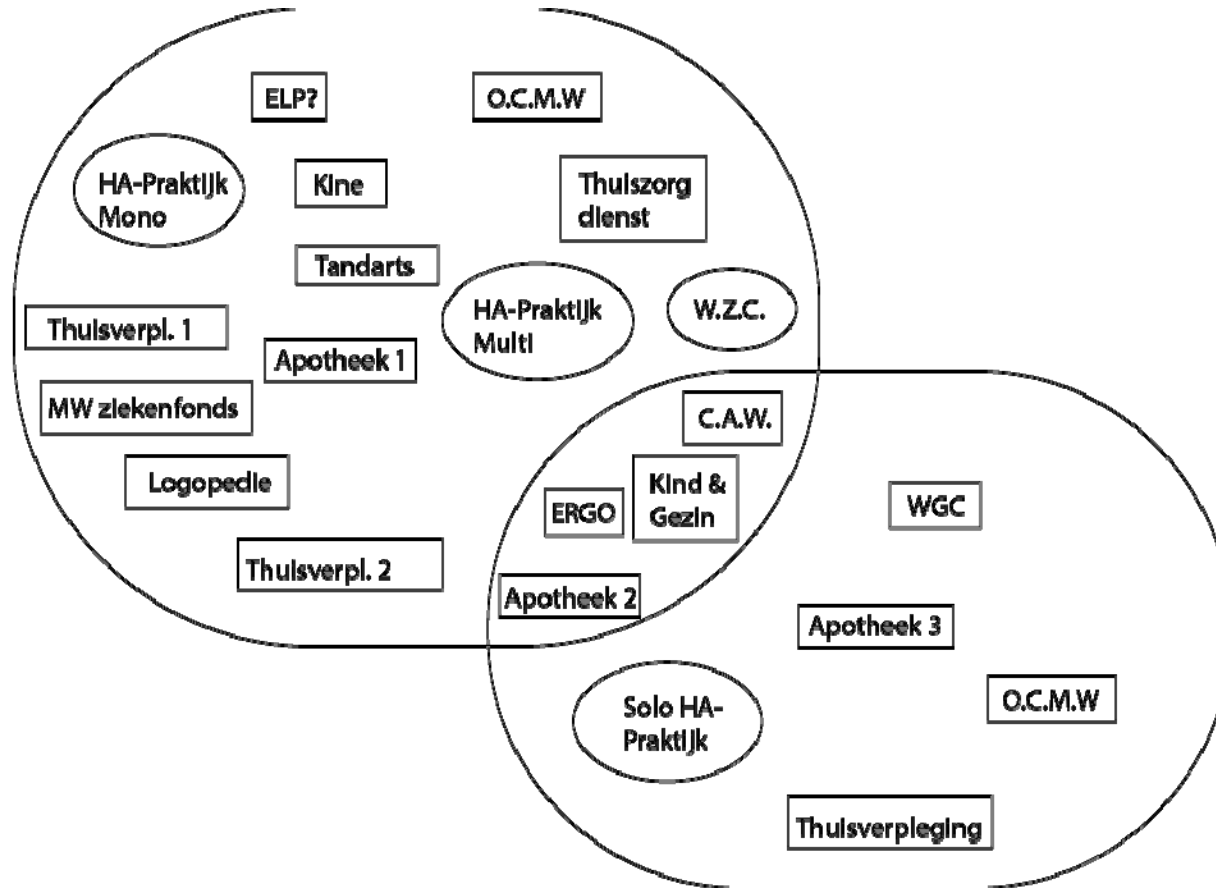 ELP?
O.C.M.W
HA-Praktijk
Mono
Kine
Thuiszorg
dienst
Tandarts
HA-Praktijk
Multi
W.Z.C.
Thuisverpl. 1
Apotheek 1
MW ziekenfonds
C.A.W.
Logopedie
Kind &
Gezin
ERGO
WGC
Thuisverpl. 2
Apotheek 2
Apotheek 3
Solo HA-
Praktijk
O.C.M.W
Thuisverpleging